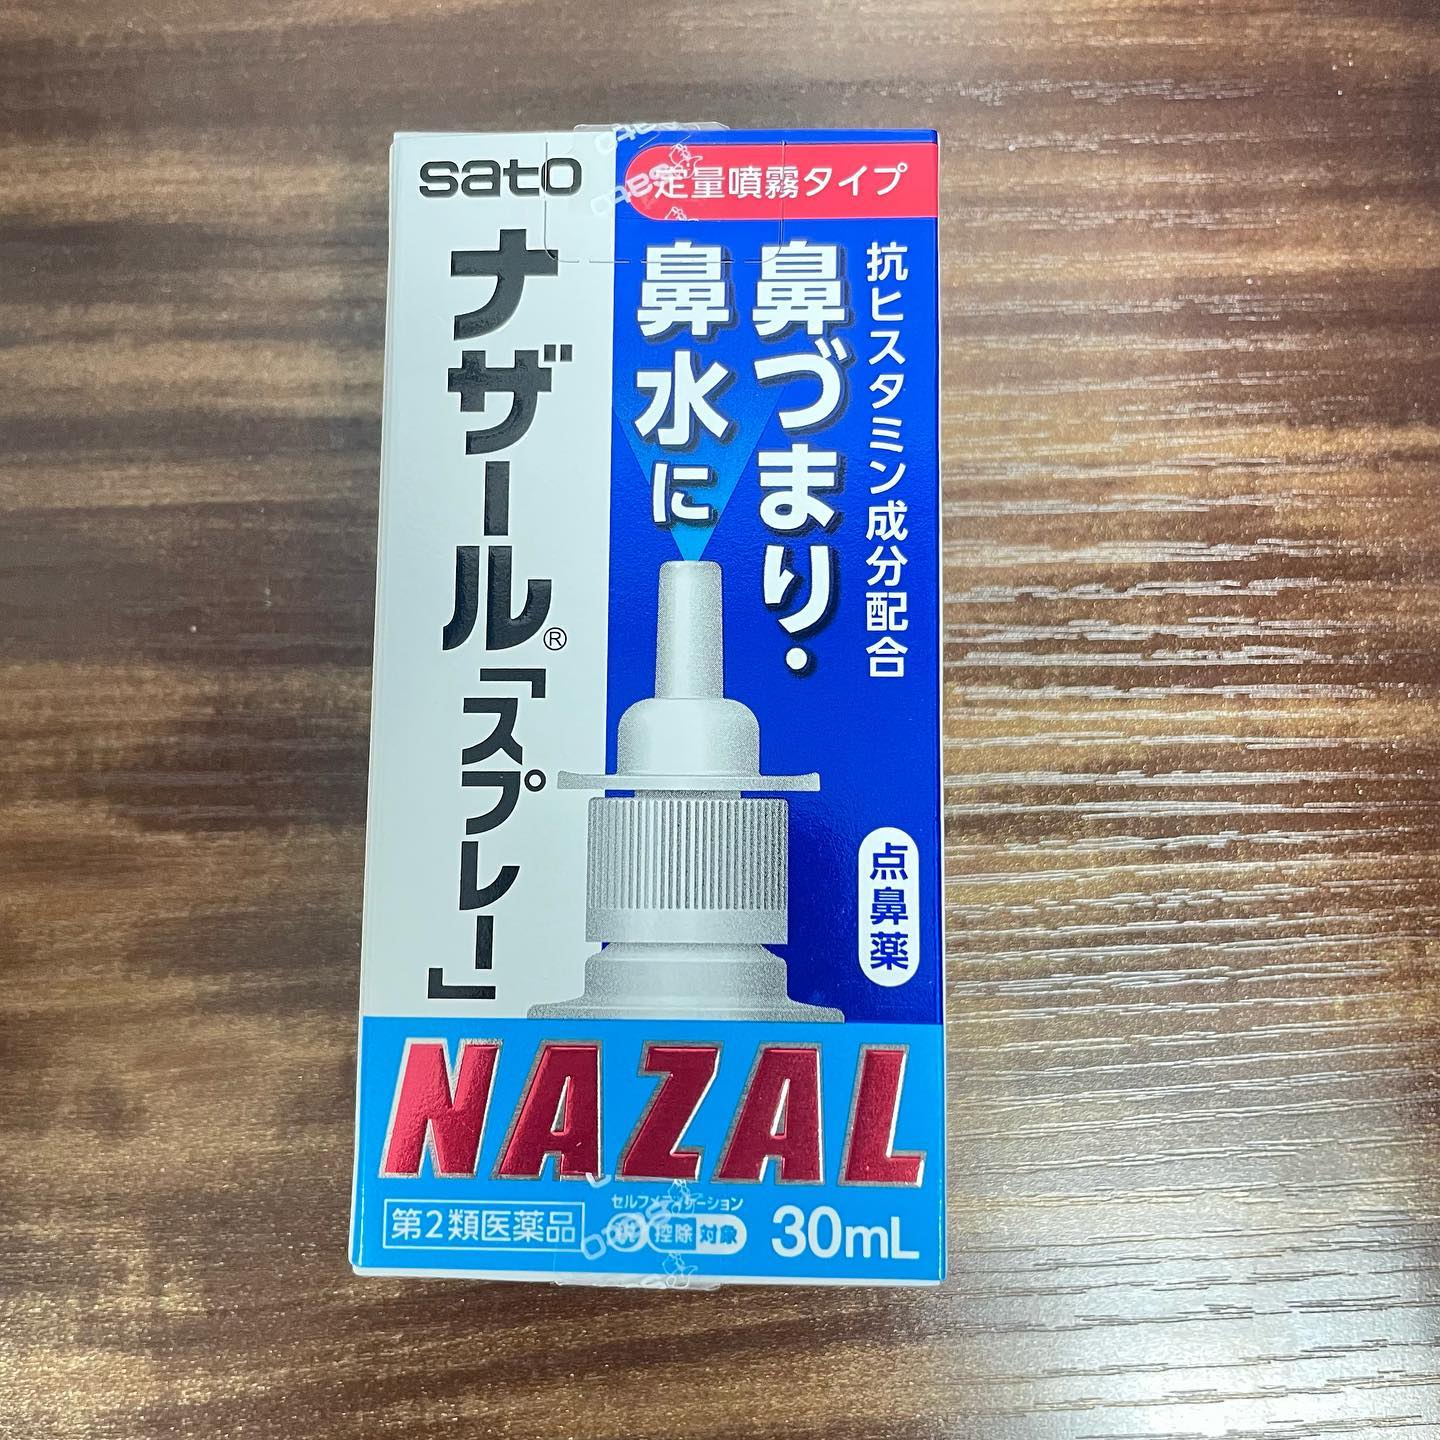 sato
定量噴霧タイプ
抗ヒスタミン成分配合
鼻づまり・
鼻水に
ナザール®「スプレー」
点鼻薬
NAZAL
第2類医薬品
セルフメディケーション
税 控除 対象
30mL